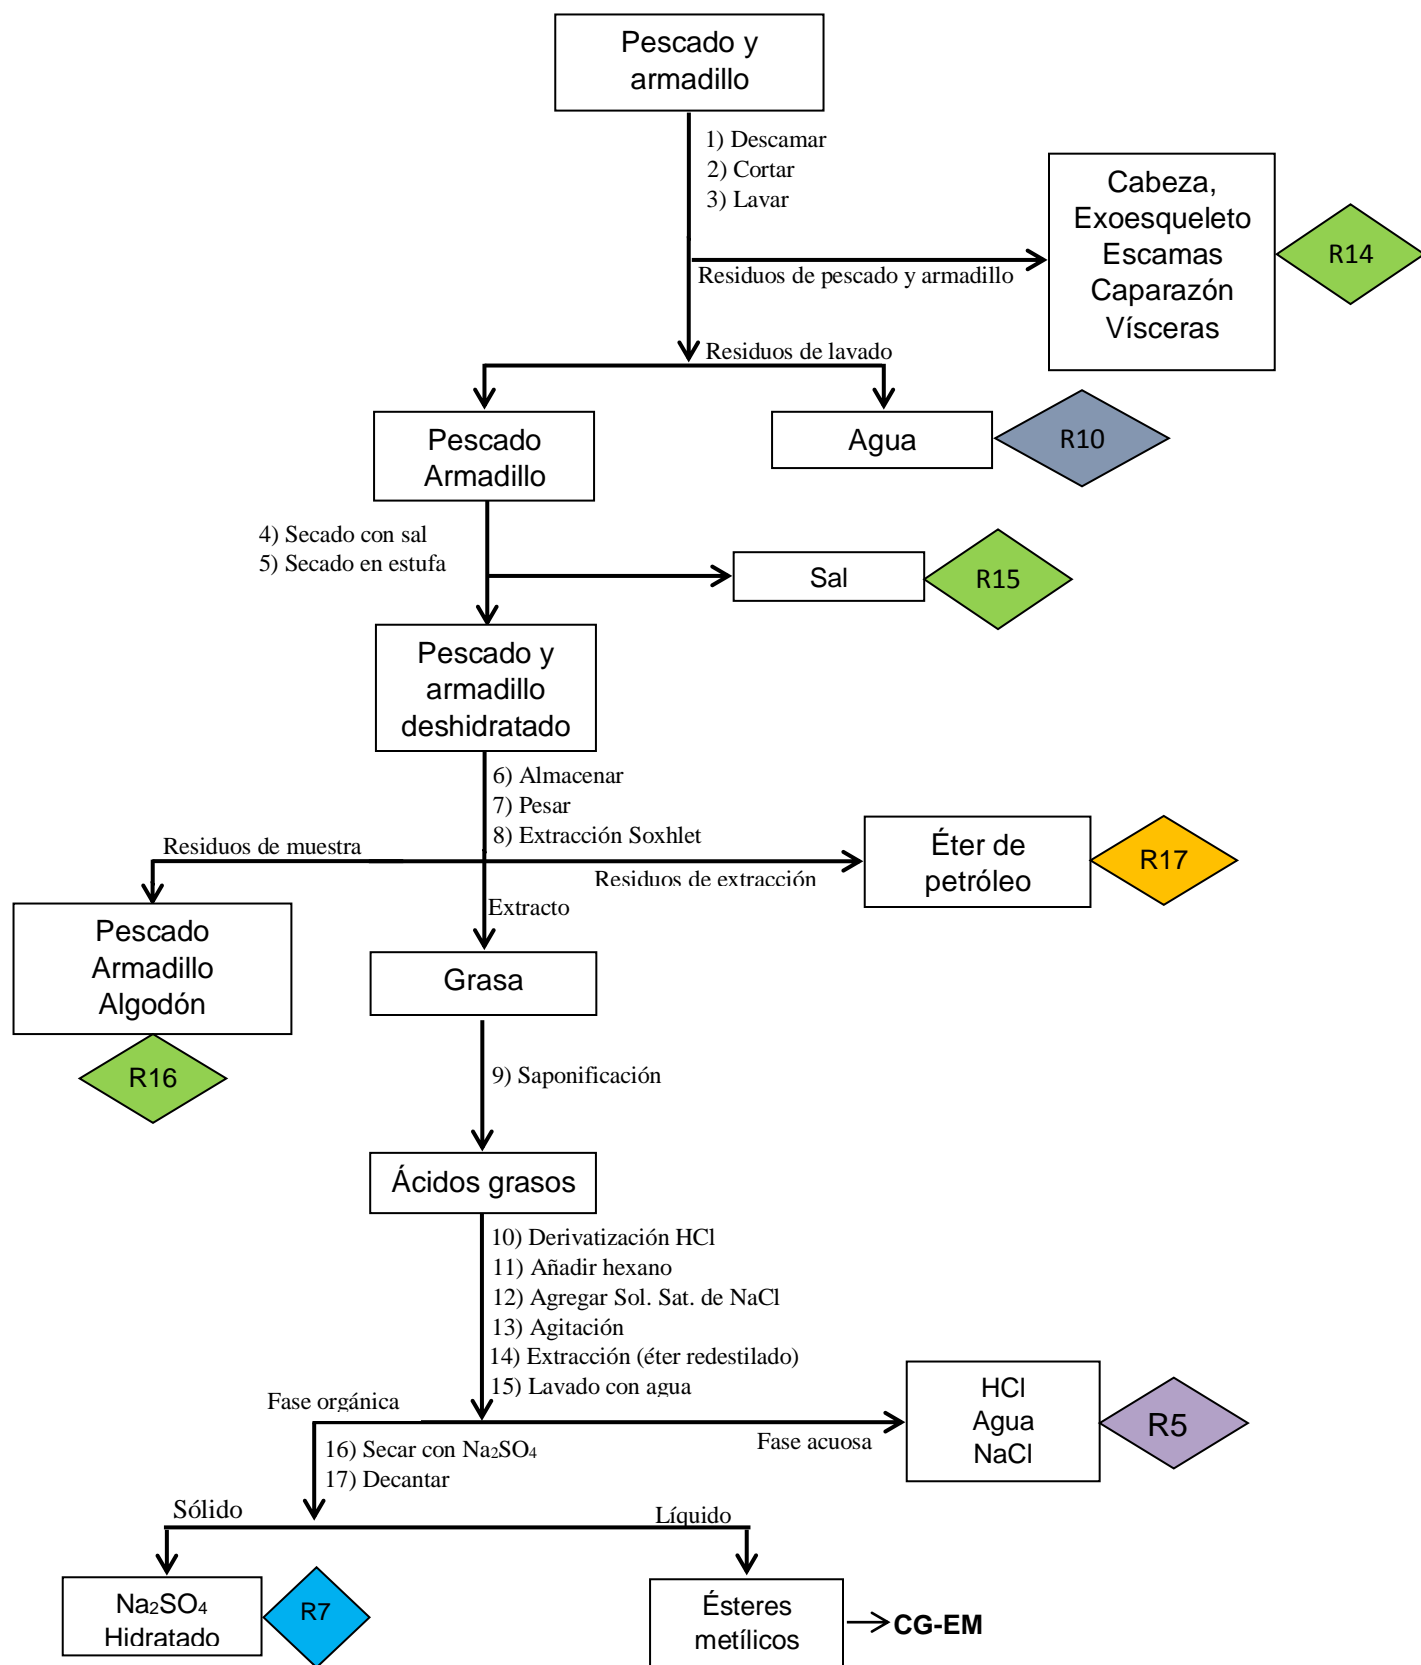 Pescado y
armadillo
1) Descamar
2) Cortar
3) Lavar
Cabeza,
Exoesqueleto
Escamas
Caparazón
Vísceras
R14
Residuos de pescado y armadillo
Residuos de lavado
Pescado
Armadillo
Agua
R10
4) Secado con sal
5) Secado en estufa
Sal
R15
Pescado y
armadillo
deshidratado
6) Almacenar
7) Pesar
8) Extracción Soxhlet
Residuos de muestra
Residuos de extracción
Éter de
petróleo
R17
Extracto
Pescado
Armadillo
Algodón
R16
Grasa
9) Saponificación
Ácidos grasos
10) Derivatización HCl
11) Añadir hexano
12) Agregar Sol. Sat. de NaCl
13) Agitación
14) Extracción (éter redestilado)
15) Lavado con agua
Fase orgánica
Fase acuosa
HCl
Agua
NaCl
R5
16) Secar con Na₂SO₄
17) Decantar
Sólido
Líquido
Na₂SO₄
Hidratado
R7
Ésteres
metílicos
CG-EM